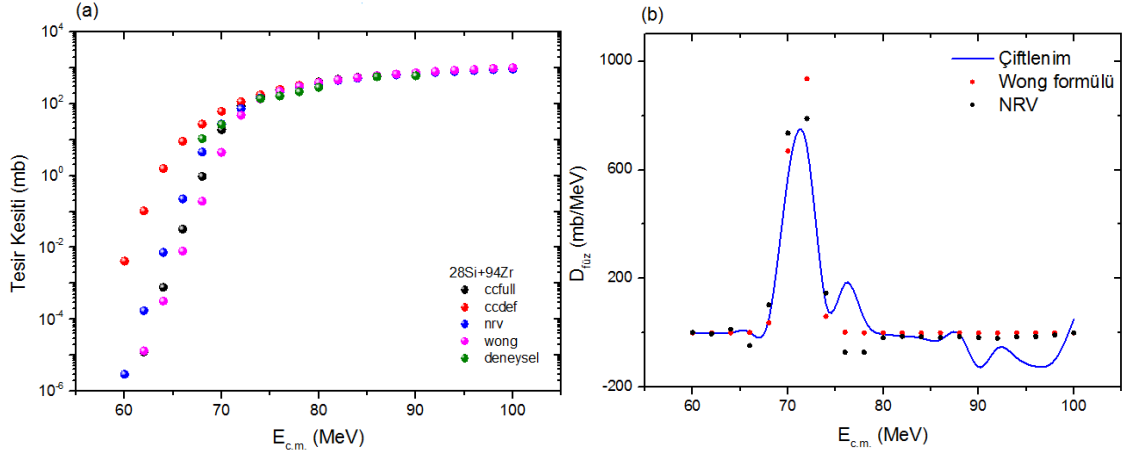 (a)
Tesir Kesiti (mb)
10^4
10^2
10^0
10^-2
10^-4
10^-6
28Si+94Zr
ccfull
ccdef
nrv
wong
deneysel
60
70
80
90
100
E_c.m. (MeV)
(b)
D_füz (mb/MeV)
1000
600
200
-200
Çiftlenim
Wong formülü
NRV
60
70
80
90
100
E_c.m. (MeV)